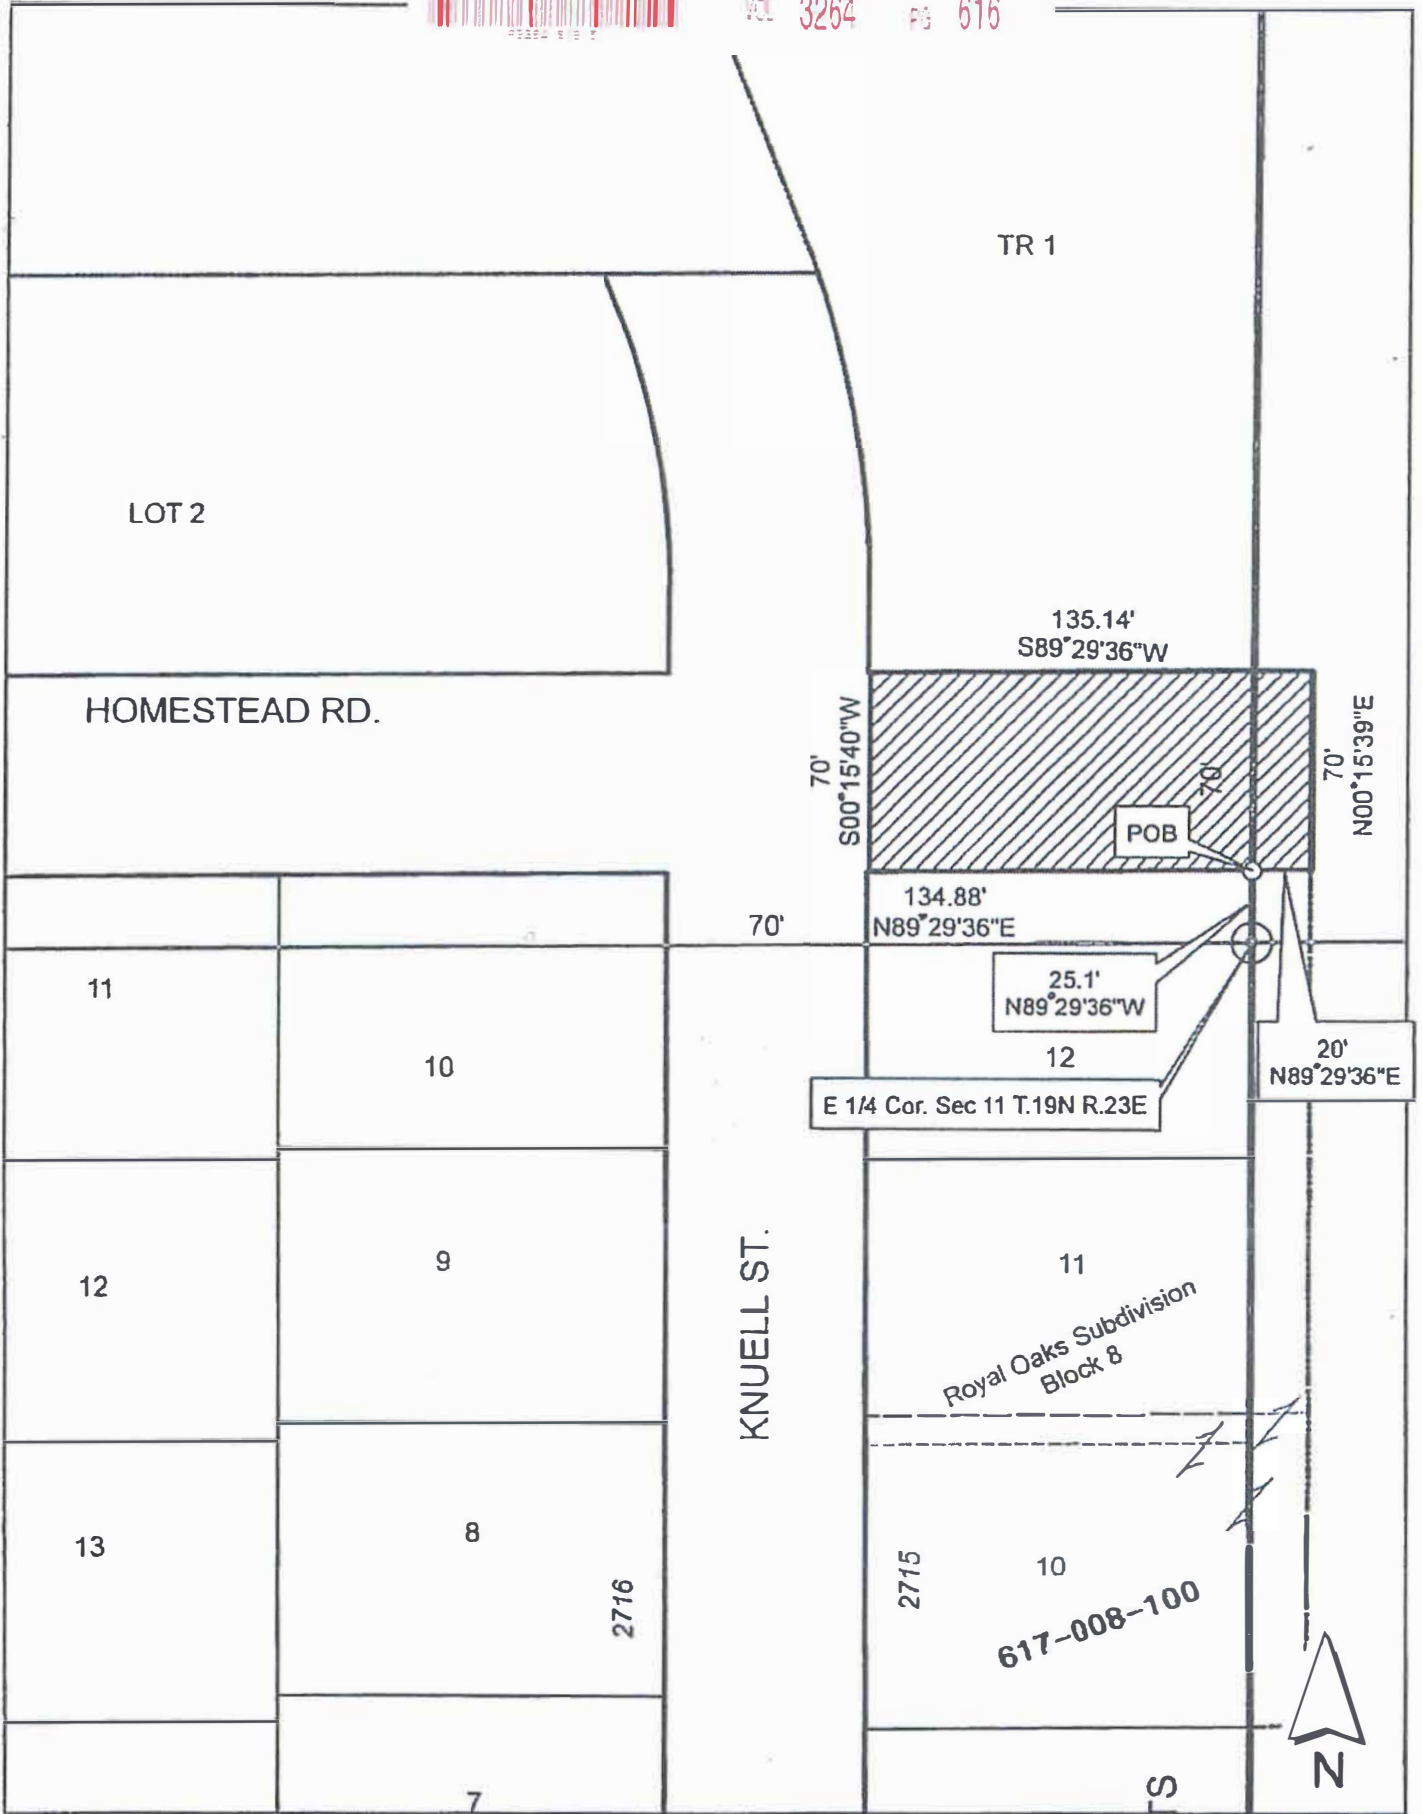 VOL 3264 PG 616
TR 1
LOT 2
135.14'
S89°29'36"W
HOMESTEAD RD.
70'
S00°15'40"W
70'
70'
N00°15'39"E
POB
134.88'
N89°29'36"E
70'
25.1'
N89°29'36"W
11
10
12
20'
N89°29'36"E
E 1/4 Cor. Sec 11 T.19N R.23E
12
9
KNUELL ST.
11
Royal Oaks Subdivision
Block 8
13
8
2716
2715
10
617-008-100
N
7